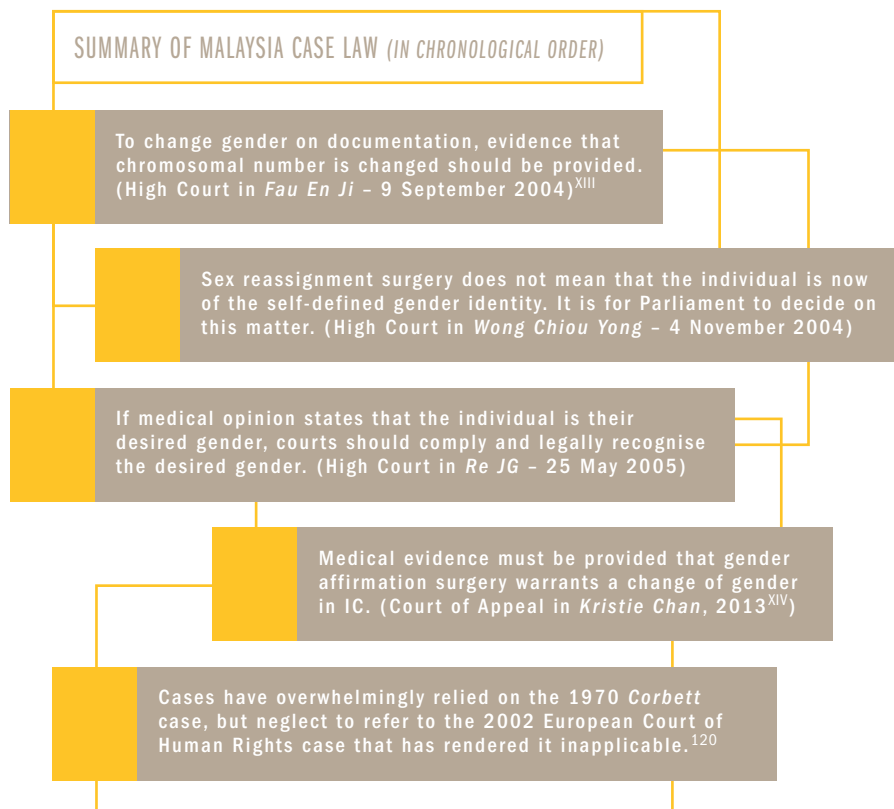 SUMMARY OF MALAYSIA CASE LAW (IN CHRONOLOGICAL ORDER)
To change gender on documentation, evidence that
chromosomal number is changed should be provided.
(High Court in Fau En Ji – 9 September 2004)XIII
Sex reassignment surgery does not mean that the individual is now
of the self-defined gender identity. It is for Parliament to decide on
this matter. (High Court in Wong Chiou Yong – 4 November 2004)
If medical opinion states that the individual is their
desired gender, courts should comply and legally recognise
the desired gender. (High Court in Re JG – 25 May 2005)
Medical evidence must be provided that gender
affirmation surgery warrants a change of gender
in IC. (Court of Appeal in Kristie Chan, 2013XIV)
Cases have overwhelmingly relied on the 1970 Corbett
case, but neglect to refer to the 2002 European Court of
Human Rights case that has rendered it inapplicable.120